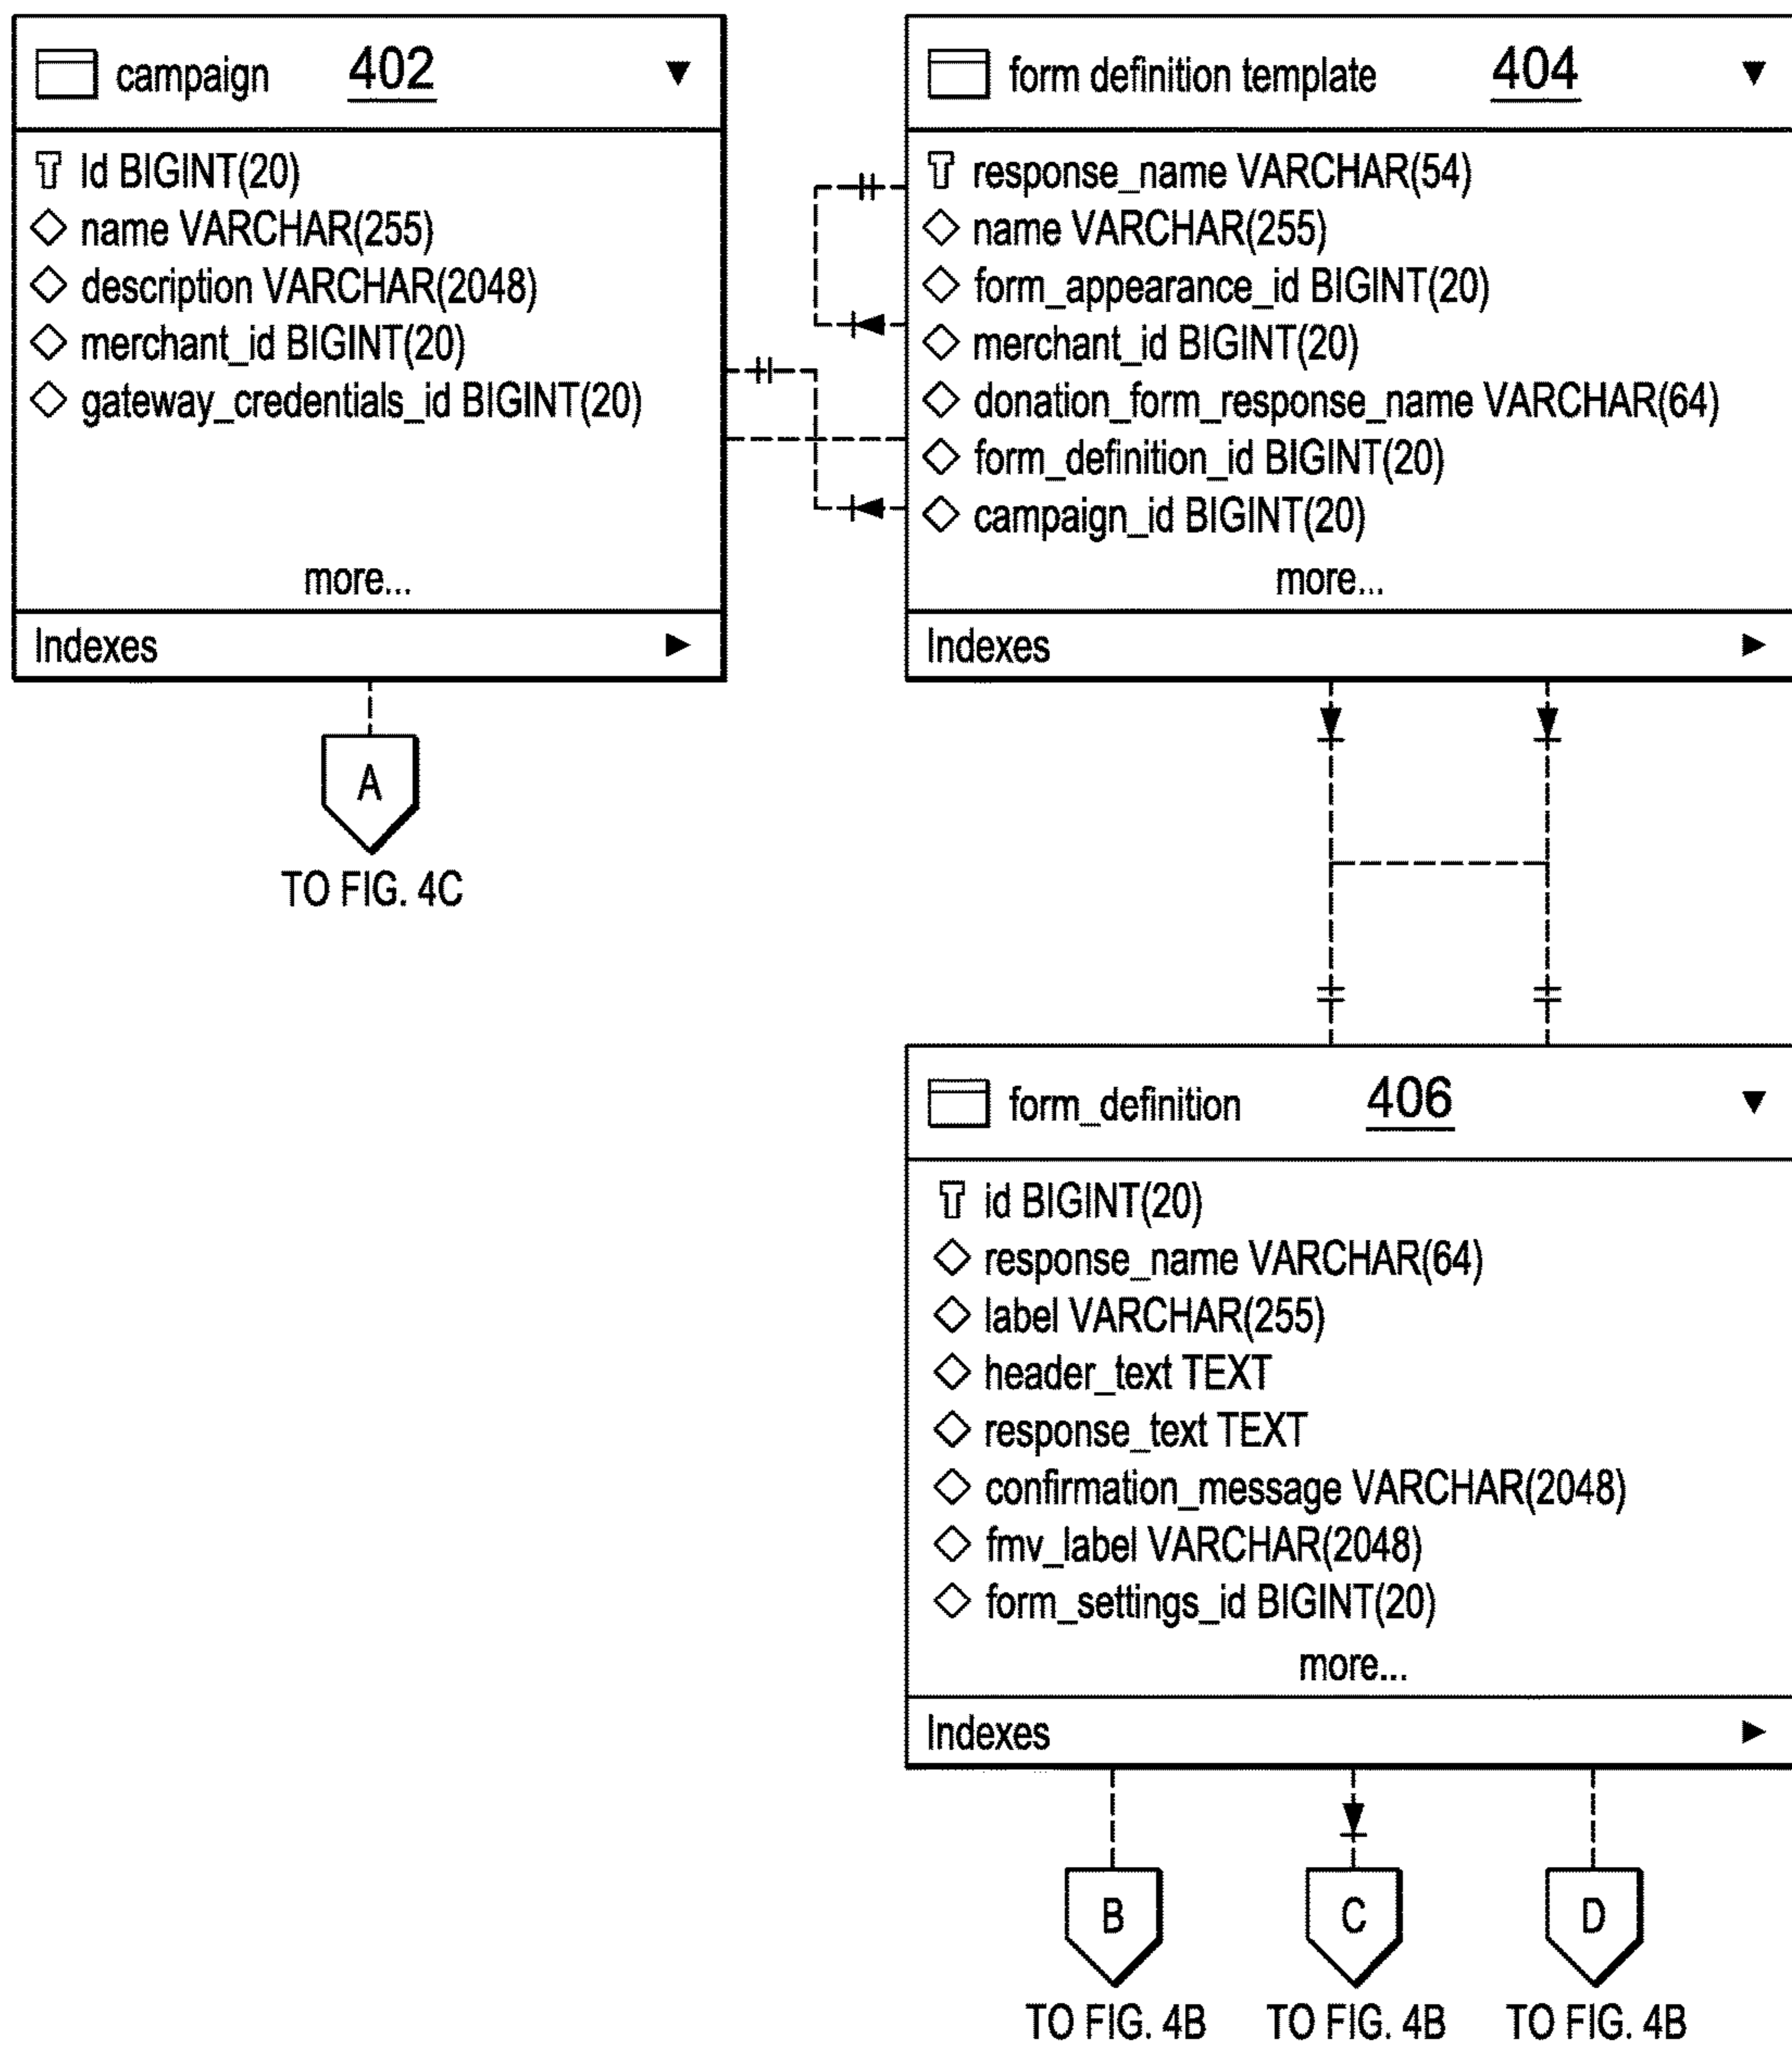 campaign 402
Id BIGINT(20)
name VARCHAR(255)
description VARCHAR(2048)
merchant_id BIGINT(20)
gateway_credentials_id BIGINT(20)
more...
Indexes
A
TO FIG. 4C
form definition template 404
response_name VARCHAR(54)
name VARCHAR(255)
form_appearance_id BIGINT(20)
merchant_id BIGINT(20)
donation_form_response_name VARCHAR(64)
form_definition_id BIGINT(20)
campaign_id BIGINT(20)
more...
Indexes
form_definition 406
id BIGINT(20)
response_name VARCHAR(64)
label VARCHAR(255)
header_text TEXT
response_text TEXT
confirmation_message VARCHAR(2048)
fmv_label VARCHAR(2048)
form_settings_id BIGINT(20)
more...
Indexes
B C D
TO FIG. 4B TO FIG. 4B TO FIG. 4B